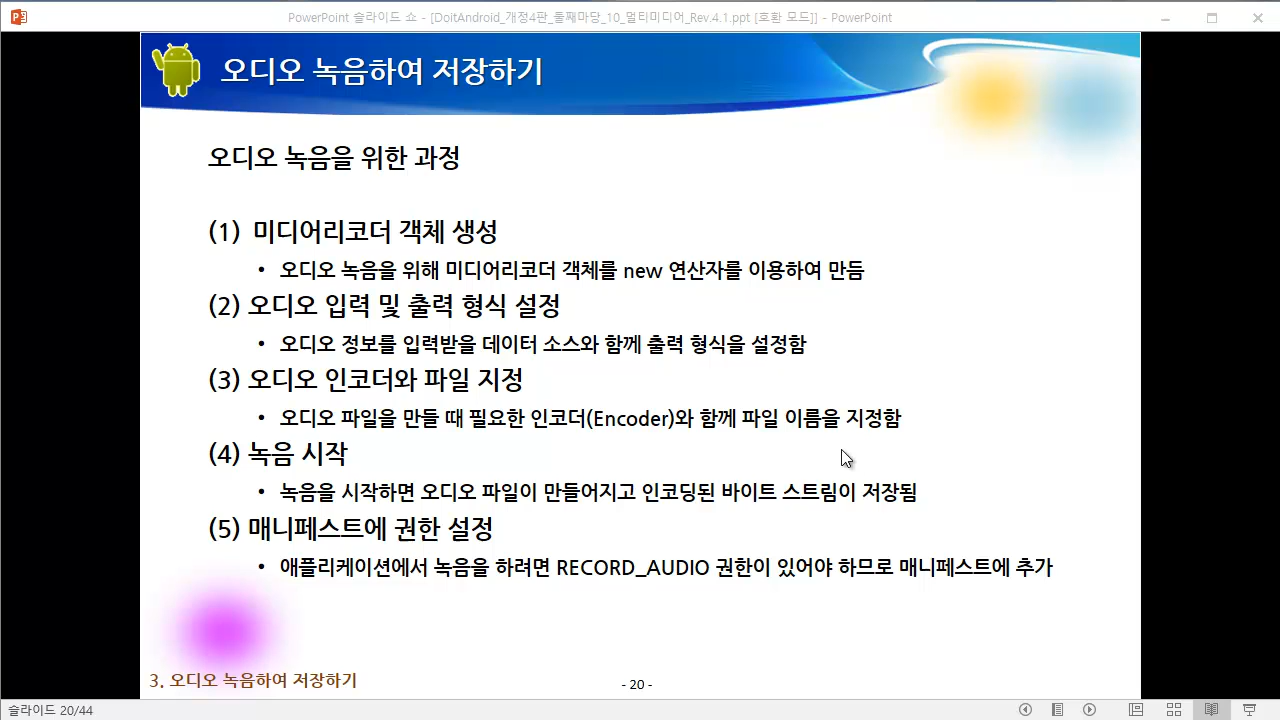 PowerPoint 슬라이드 쇼 - [DoitAndroid_개정4판_둘째마당_10_멀티미디어_Rev.4.1.ppt [호환 모드]] - PowerPoint
오디오 녹음하여 저장하기
오디오 녹음을 위한 과정
(1) 미디어리코더 객체 생성
• 오디오 녹음을 위해 미디어리코더 객체를 new 연산자를 이용하여 만듬
(2) 오디오 입력 및 출력 형식 설정
• 오디오 정보를 입력받을 데이터 소스와 함께 출력 형식을 설정함
(3) 오디오 인코더와 파일 지정
• 오디오 파일을 만들 때 필요한 인코더(Encoder)와 함께 파일 이름을 지정함
(4) 녹음 시작
• 녹음을 시작하면 오디오 파일이 만들어지고 인코딩된 바이트 스트림이 저장됨
(5) 매니페스트에 권한 설정
• 애플리케이션에서 녹음을 하려면 RECORD_AUDIO 권한이 있어야 하므로 매니페스트에 추가
3. 오디오 녹음하여 저장하기
- 20 -
슬라이드 20/44